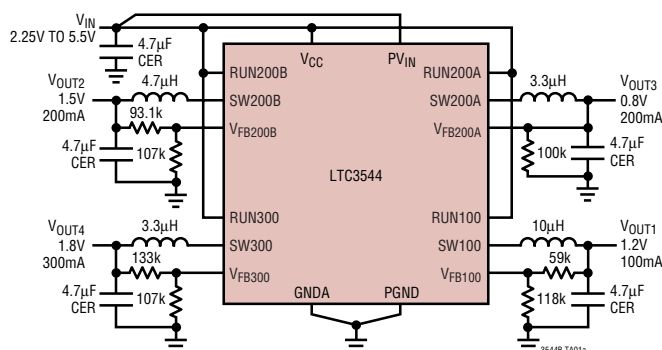 VIN
2.25V TO 5.5V
4.7µF
CER
VCC
PVIN
RUN200B
RUN200A
VOUT2
1.5V
200mA
4.7µH
SW200B
SW200A
3.3µH
VOUT3
0.8V
200mA
93.1k
VFB200B
VFB200A
4.7µF
CER
107k
100k
4.7µF
CER
LTC3544
RUN300
RUN100
VOUT4
1.8V
300mA
3.3µH
SW300
SW100
10µH
VOUT1
1.2V
100mA
133k
VFB300
VFB100
59k
4.7µF
CER
107k
GNDA
PGND
118k
4.7µF
CER
3544B TA01a